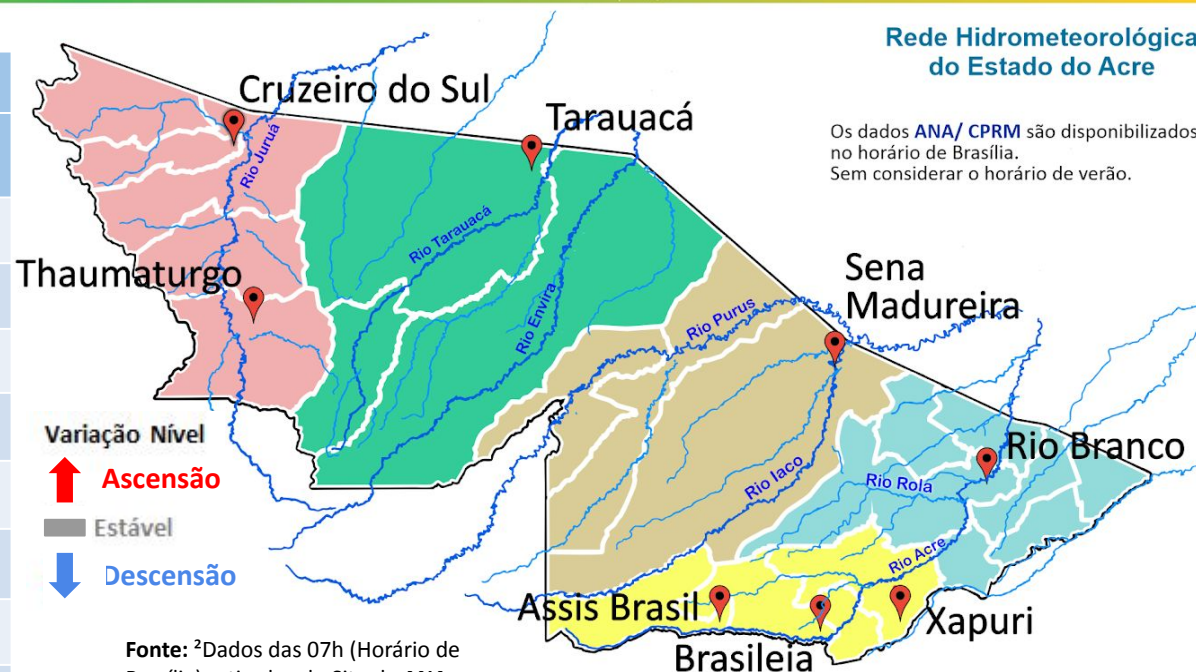 Rede Hidrometeorológica
do Estado do Acre
Os dados ANA/ CPRM são disponibilizados
no horário de Brasília.
Sem considerar o horário de verão.
Cruzeiro do Sul
Tarauacá
Rio Juruá
Rio Tarauacá
Thaumaturgo
Rio Envira
Sena
Madureira
Rio Purus
Variação Nível
Ascensão
Estável
Descensão
Rio Branco
Rio Iaco
Rio Rola
Rio Acre
Assis Brasil
Xapuri
Brasileia
Fonte: ²Dados das 07h (Horário de